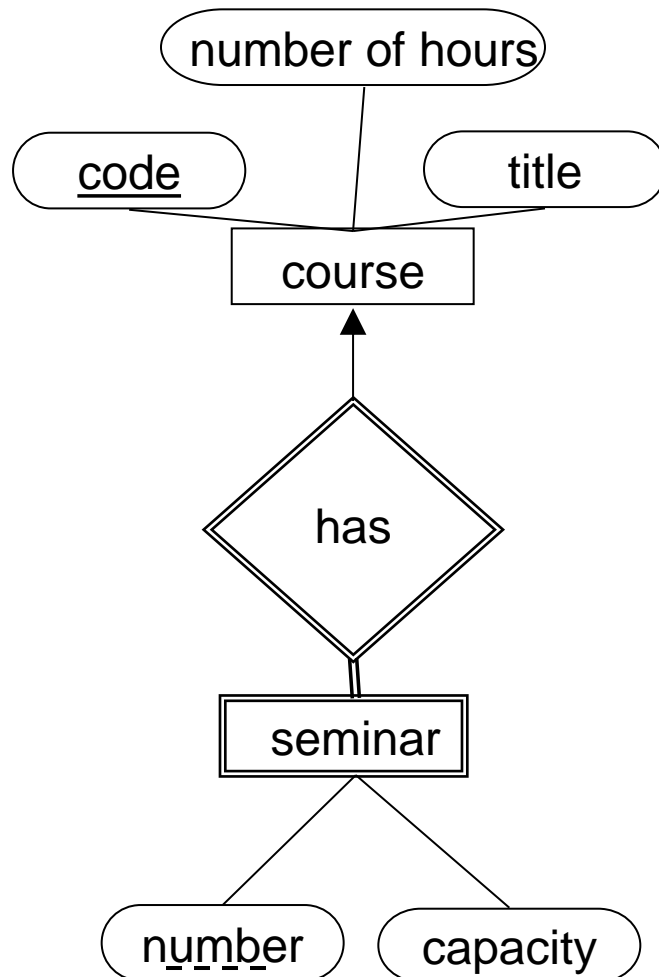 number of hours
code
title
course
has
seminar
number
capacity